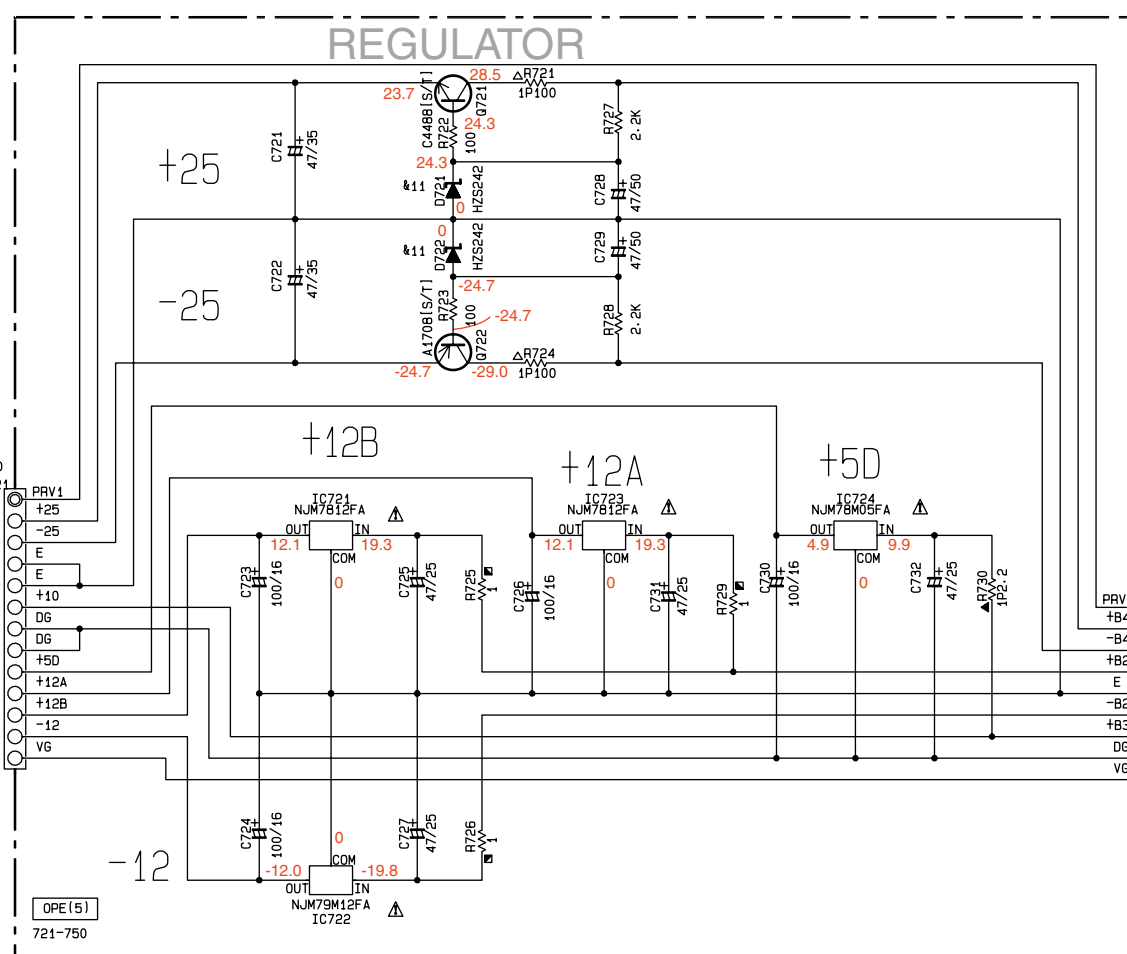 REGULATOR
28.5
R721
1P100
23.7
C4488[S/T]
Q721
24.3
R722
100
24.3
R727
2.2K
C721
47/35
+25
&11
D721
HZS242
0
C728
47/50
0
&11
D722
HZS242
C729
47/50
C722
47/35
-25
-24.7
R723
100
-24.7
A1708[S/T]
Q722
R728
2.2K
R724
1P100
-24.7
-29.0
+12B
+12A
+5D
PRV1
+25
-25
E
E
+10
DG
DG
+5D
+12A
+12B
-12
VG
IC721
NJM7812FA
OUT
IN
12.1
19.3
COM
0
C723
100/16
C725
47/25
R725
1
IC723
NJM7812FA
OUT
IN
12.1
19.3
COM
0
C726
100/16
C731
47/25
R729
1
IC724
NJM78M05FA
OUT
IN
4.9
9.9
COM
0
C730
100/16
C732
47/25
R730
1P2.2
PRV
+B4
-B4
+B2
E
-B2
+B3
DG
VG
-12
C724
100/16
0
C727
47/25
R726
1
COM
-12.0
-19.8
OUT
IN
NJM79M12FA
IC722
OPE(5)
721-750